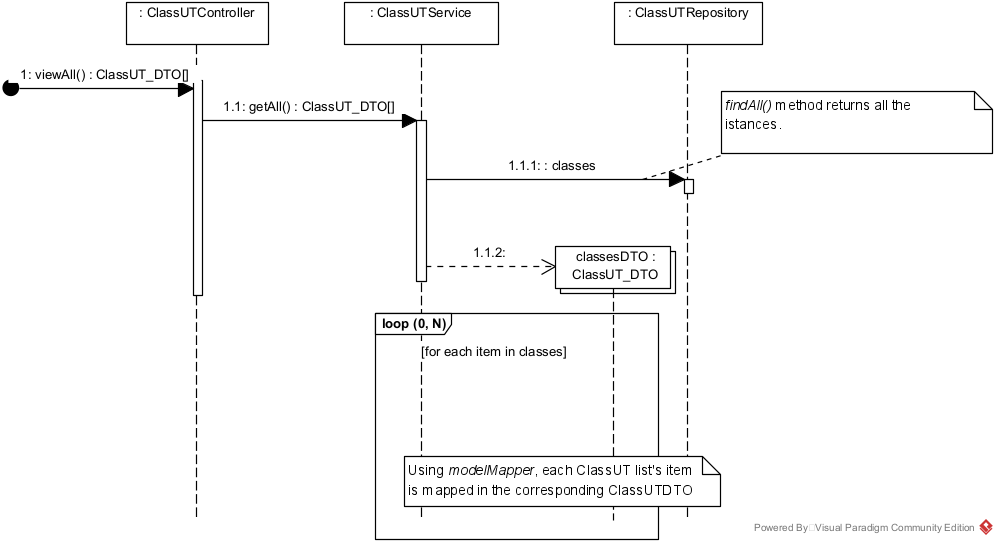 : ClassUTController
: ClassUTService
: ClassUTRepository
1: viewAll() : ClassUT_DTO[]
1.1: getAll() : ClassUT_DTO[]
findAll() method returns all the
istances.
1.1.1: : classes
1.1.2:
classesDTO :
ClassUT_DTO
loop (0, N)
[for each item in classes]
Using modelMapper, each ClassUT list's item
is mapped in the corresponding ClassUTDTO
Powered By Visual Paradigm Community Edition